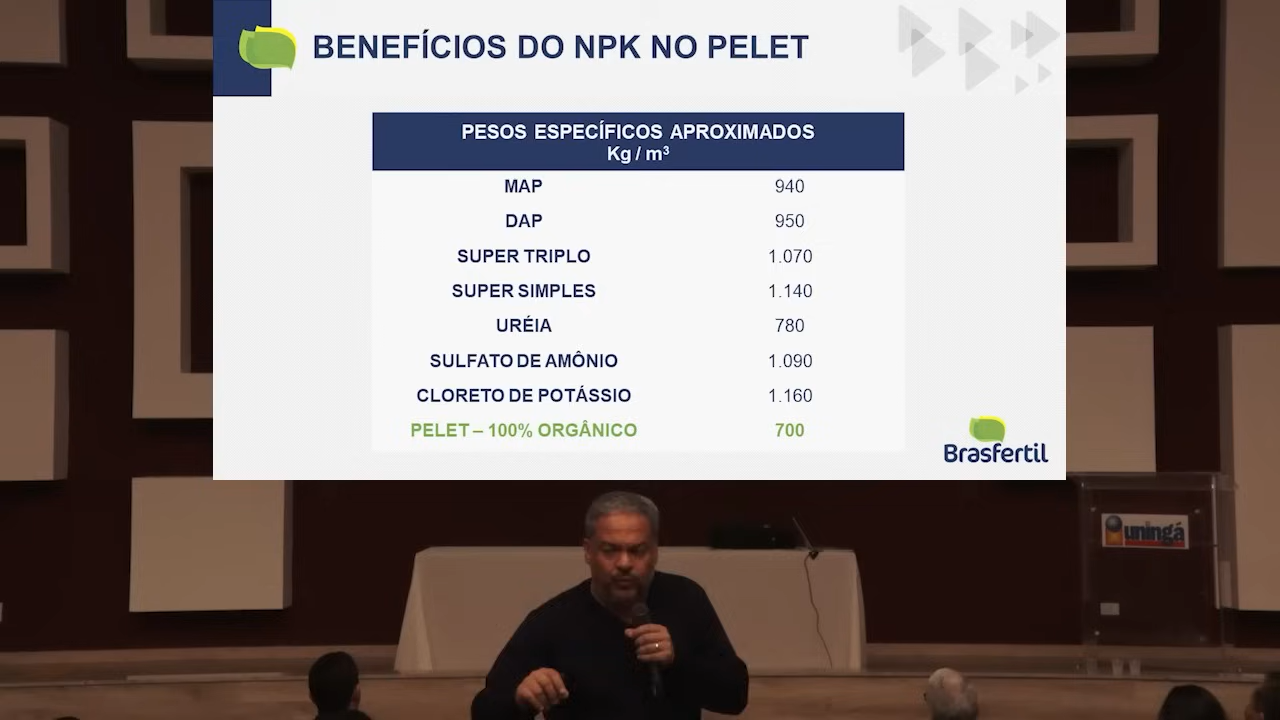 BENEFÍCIOS DO NPK NO PELET
PESOS ESPECÍFICOS APROXIMADOS
Kg / m³
MAP 940
DAP 950
SUPER TRIPLO 1.070
SUPER SIMPLES 1.140
URÉIA 780
SULFATO DE AMÔNIO 1.090
CLORETO DE POTÁSSIO 1.160
PELET – 100% ORGÂNICO 700
Brasfertil
uningá